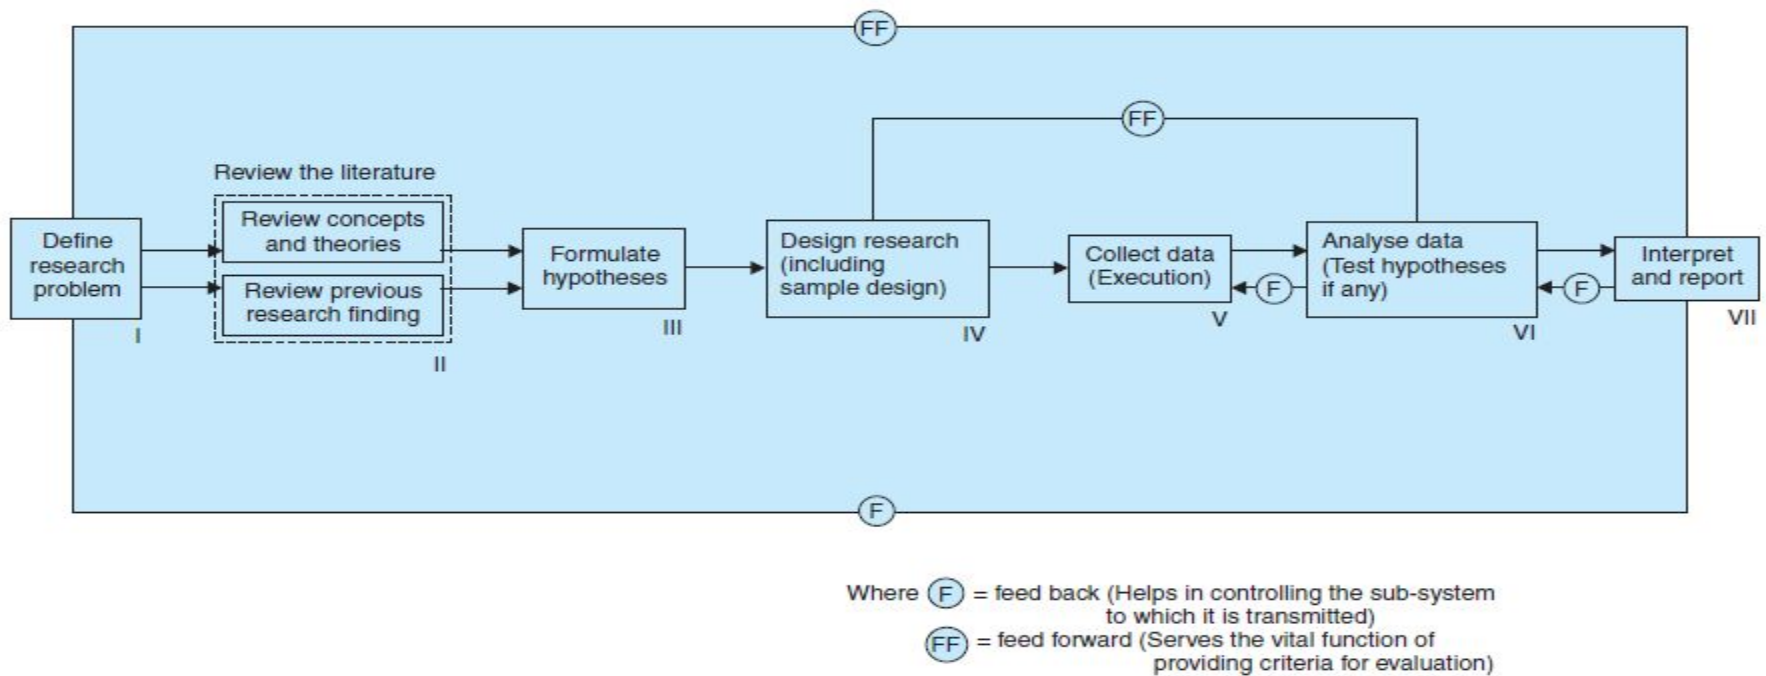 FF
FF
Review the literature
Review concepts
and theories
Review previous
research finding
II
Define
research
problem
I
Formulate
hypotheses
III
Design research
(including
sample design)
IV
Collect data
(Execution)
V
F
Analyse data
(Test hypotheses
if any)
VI
F
Interpret
and report
VII
F
Where F = feed back (Helps in controlling the sub-system
to which it is transmitted)
FF = feed forward (Serves the vital function of
providing criteria for evaluation)